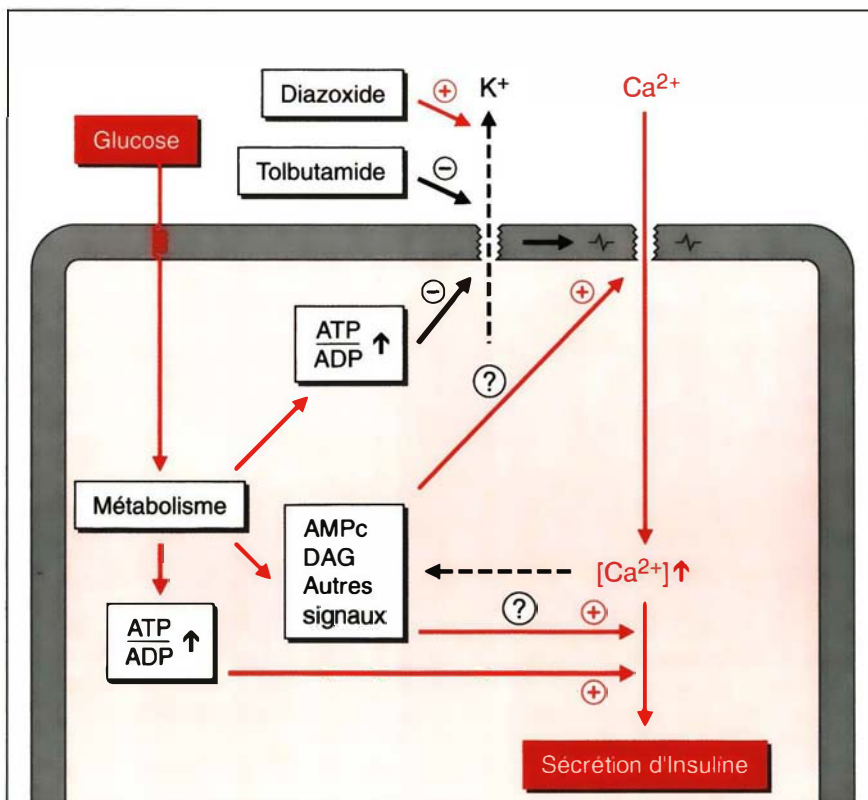 Diazoxide
+
K+
Ca2+
Glucose
Tolbutamide
−
−
+
ATP
ADP ↑
?
Métabolisme
AMPc
DAG
Autres
signaux
[Ca2+]↑
?
+
ATP
ADP ↑
+
Sécrétion d'Insuline